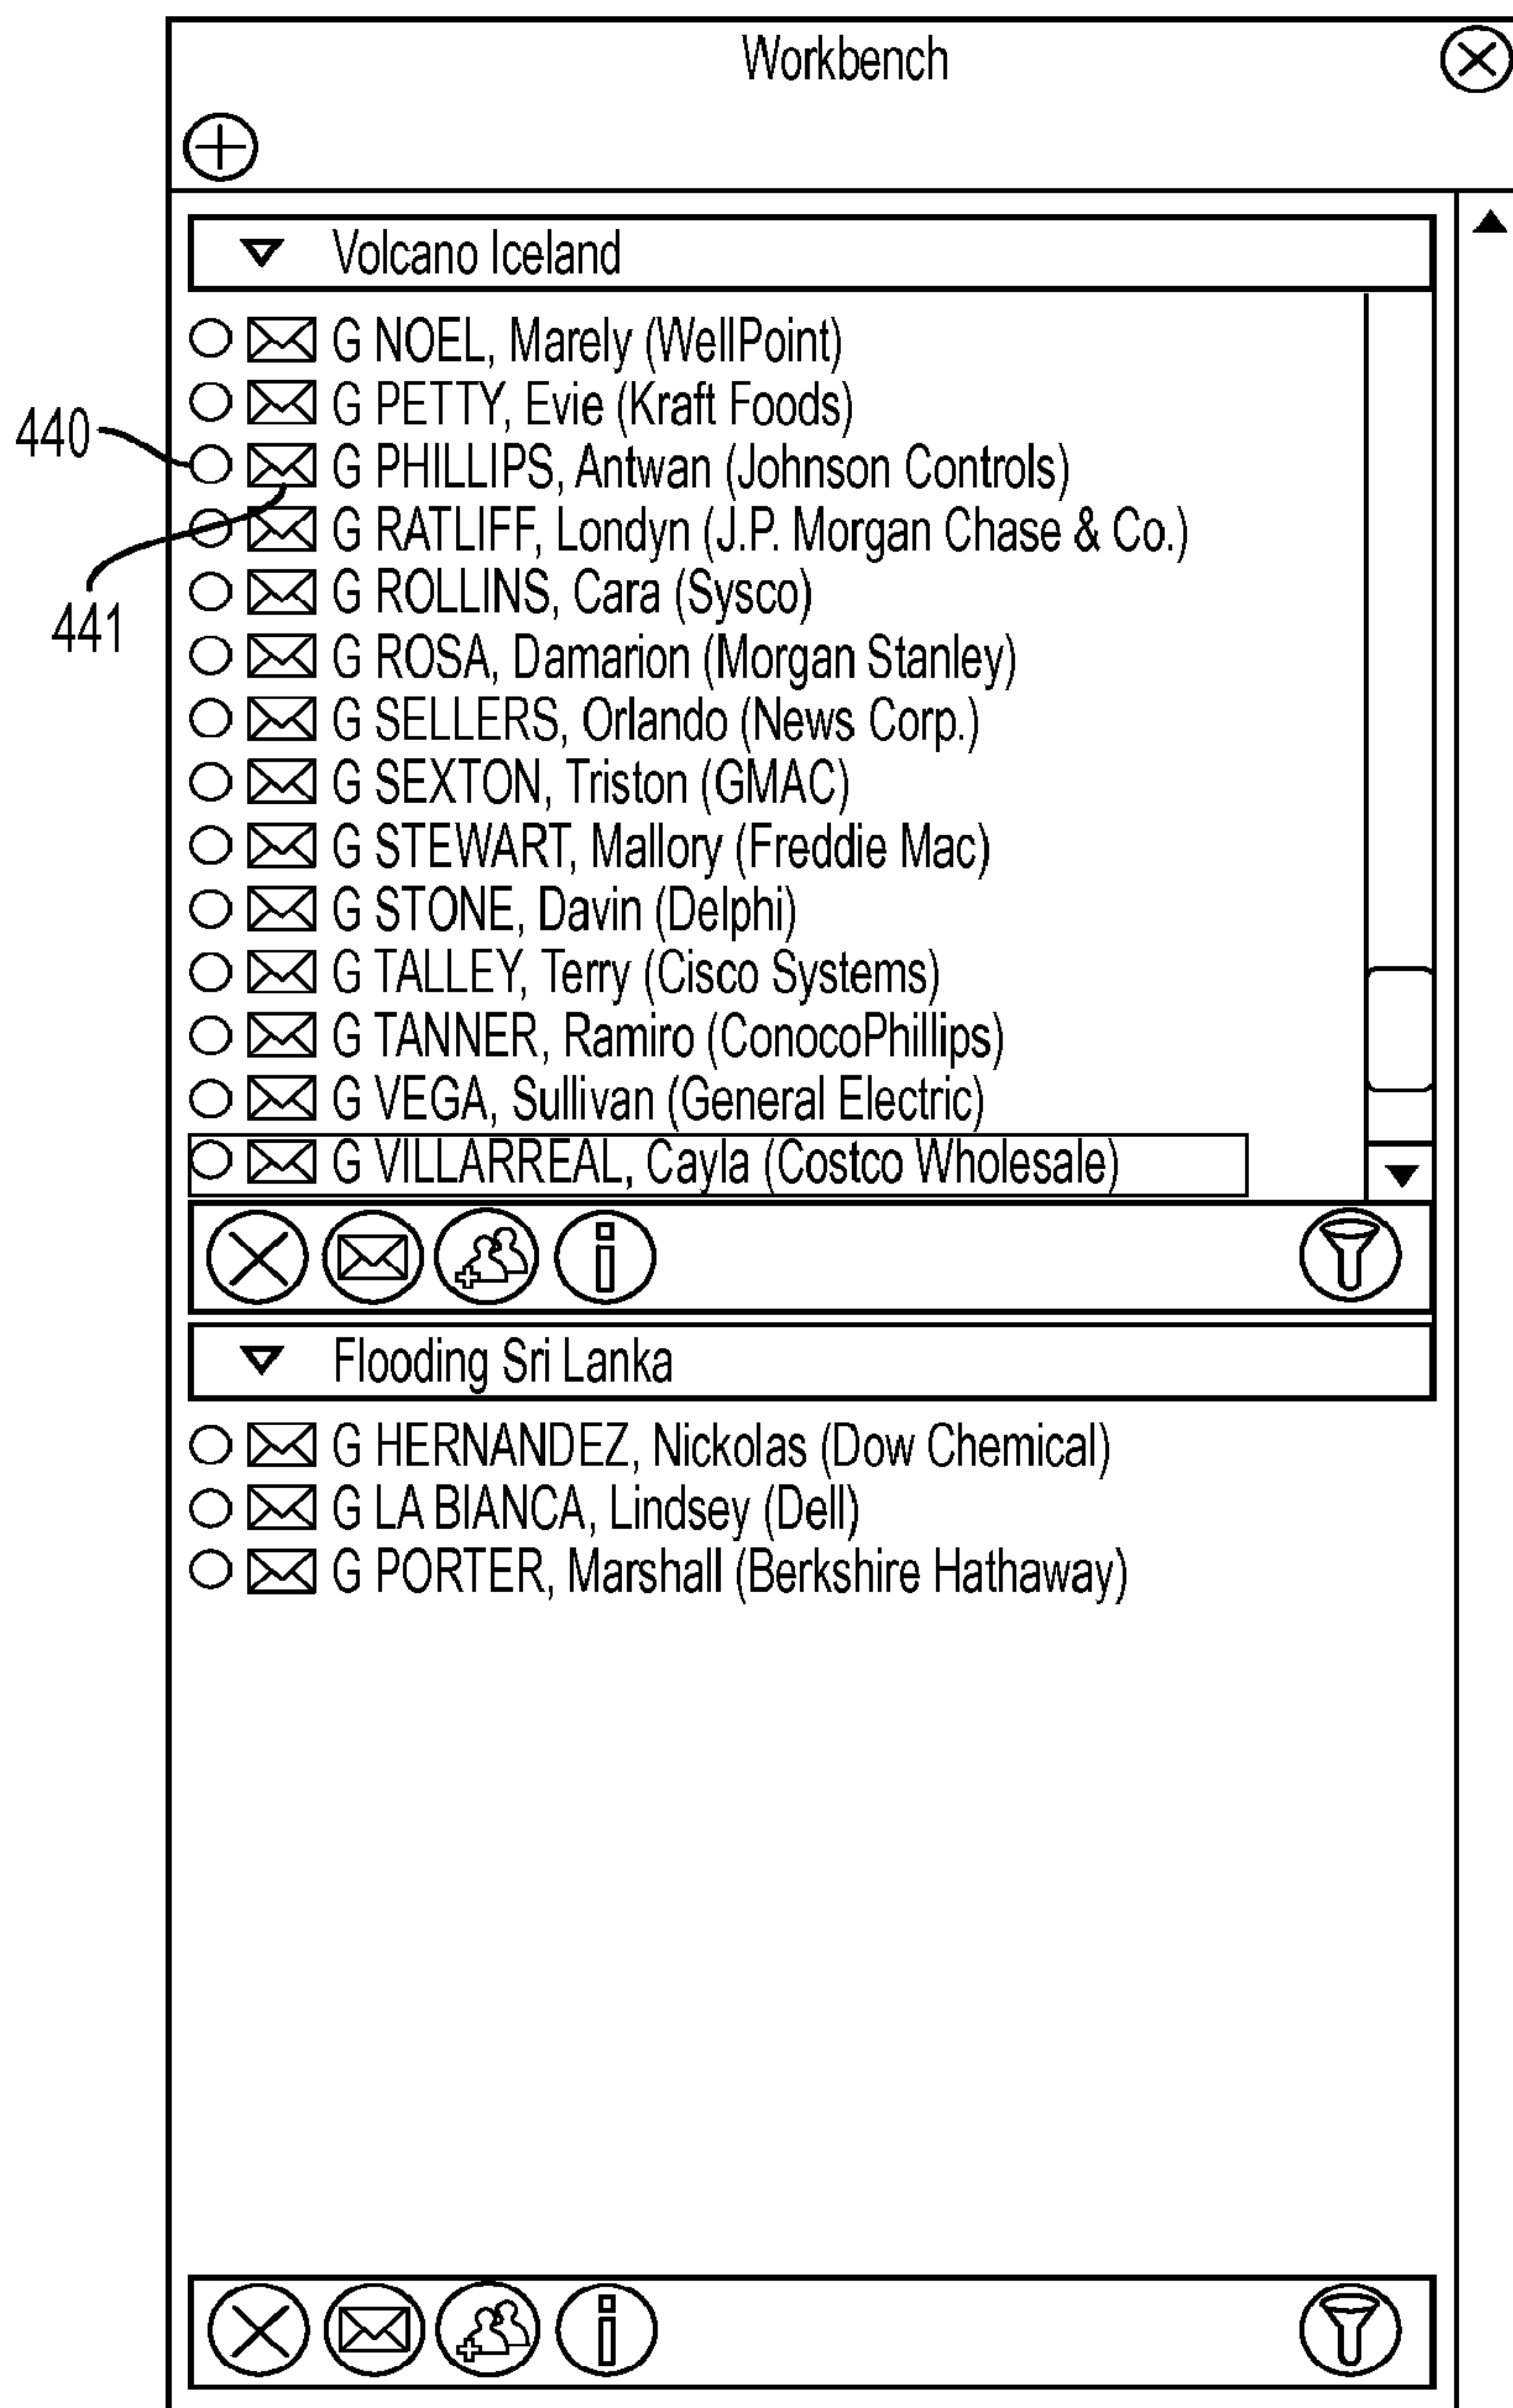 Workbench
Volcano Iceland
G NOEL, Marely (WellPoint)
G PETTY, Evie (Kraft Foods)
440
G PHILLIPS, Antwan (Johnson Controls)
G RATLIFF, Londyn (J.P. Morgan Chase & Co.)
G ROLLINS, Cara (Sysco)
441
G ROSA, Damarion (Morgan Stanley)
G SELLERS, Orlando (News Corp.)
G SEXTON, Triston (GMAC)
G STEWART, Mallory (Freddie Mac)
G STONE, Davin (Delphi)
G TALLEY, Terry (Cisco Systems)
G TANNER, Ramiro (ConocoPhillips)
G VEGA, Sullivan (General Electric)
G VILLARREAL, Cayla (Costco Wholesale)
Flooding Sri Lanka
G HERNANDEZ, Nickolas (Dow Chemical)
G LA BIANCA, Lindsey (Dell)
G PORTER, Marshall (Berkshire Hathaway)